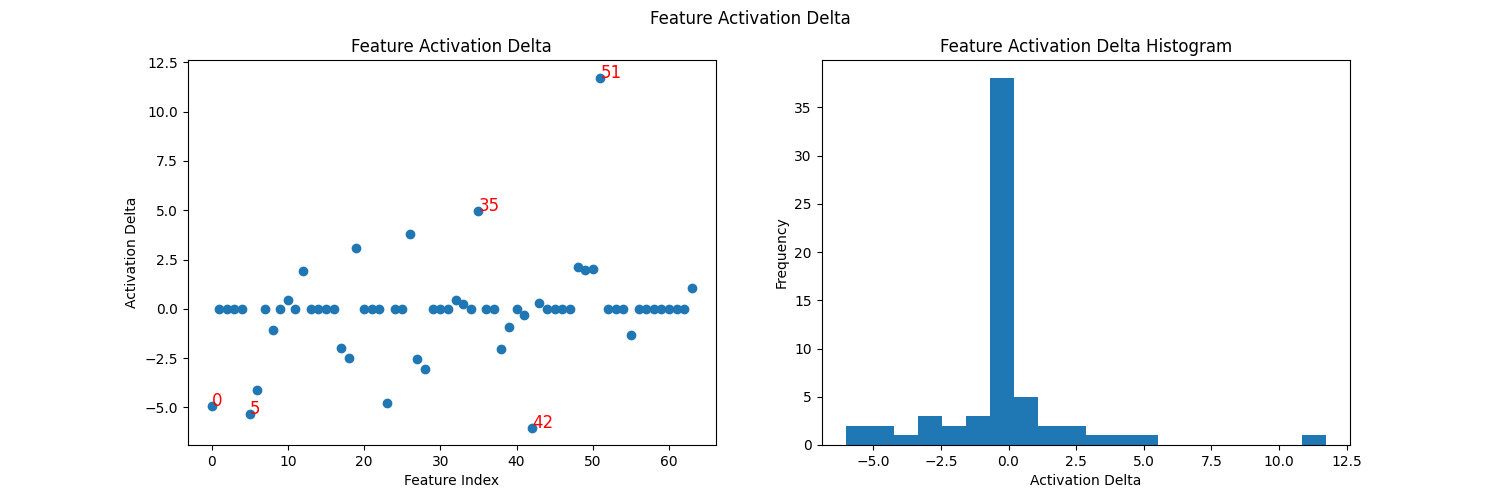 Feature Activation Delta
Feature Activation Delta
12.5
10.0
7.5
5.0
2.5
0.0
−2.5
−5.0
Activation Delta
51
35
0
5
42
0 10 20 30 40 50 60
Feature Index
Feature Activation Delta Histogram
35
30
25
20
15
10
5
0
Frequency
−5.0 −2.5 0.0 2.5 5.0 7.5 10.0 12.5
Activation Delta